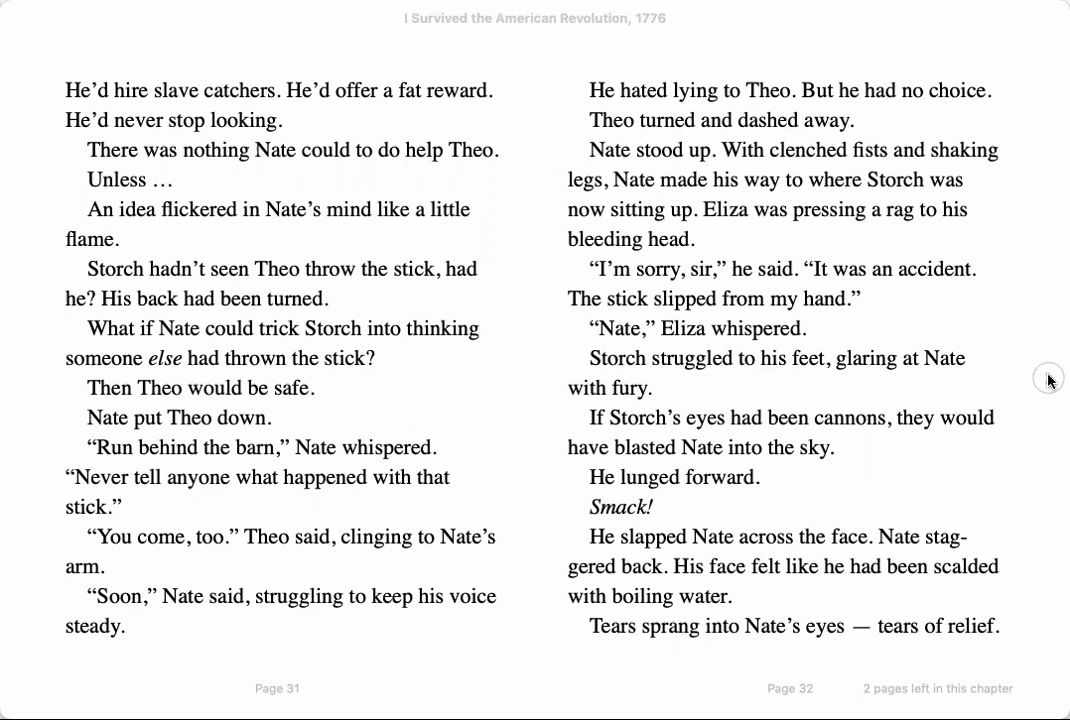 I Survived the American Revolution, 1776
He’d hire slave catchers. He’d offer a fat reward.
He’d never stop looking.
There was nothing Nate could to do help Theo.
Unless …
An idea flickered in Nate’s mind like a little
flame.
Storch hadn’t seen Theo throw the stick, had
he? His back had been turned.
What if Nate could trick Storch into thinking
someone else had thrown the stick?
Then Theo would be safe.
Nate put Theo down.
“Run behind the barn,” Nate whispered.
“Never tell anyone what happened with that
stick.”
“You come, too.” Theo said, clinging to Nate’s
arm.
“Soon,” Nate said, struggling to keep his voice
steady.
Page 31
He hated lying to Theo. But he had no choice.
Theo turned and dashed away.
Nate stood up. With clenched fists and shaking
legs, Nate made his way to where Storch was
now sitting up. Eliza was pressing a rag to his
bleeding head.
“I’m sorry, sir,” he said. “It was an accident.
The stick slipped from my hand.”
“Nate,” Eliza whispered.
Storch struggled to his feet, glaring at Nate
with fury.
If Storch’s eyes had been cannons, they would
have blasted Nate into the sky.
He lunged forward.
Smack!
He slapped Nate across the face. Nate stag-
gered back. His face felt like he had been scalded
with boiling water.
Tears sprang into Nate’s eyes — tears of relief.
Page 32
2 pages left in this chapter